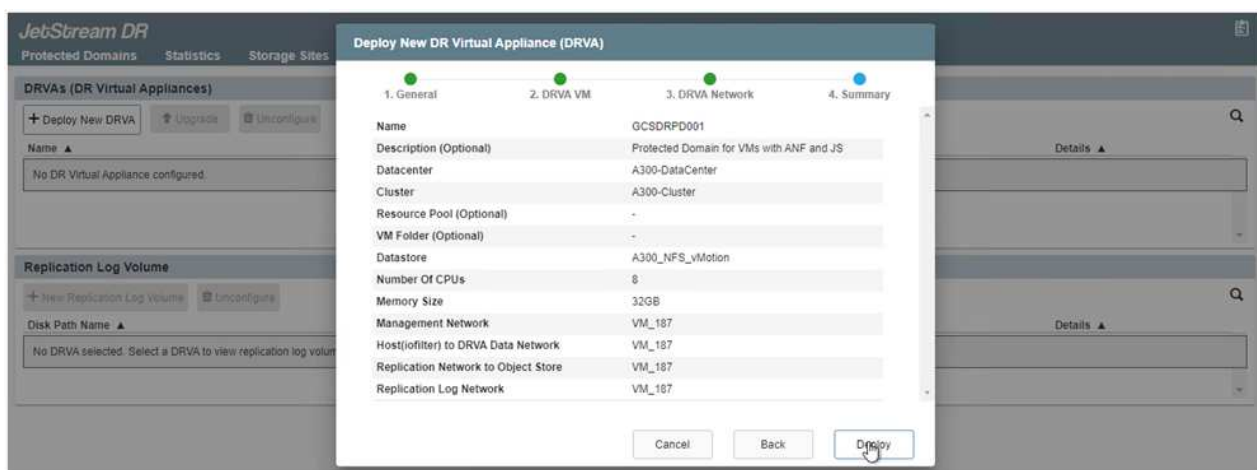 JetStream DR
Protected Domains Statistics Storage Sites
DRVAs (DR Virtual Appliances)
+ Deploy New DRVA Upgrade Unconfigure
Name ▲ Details ▲
No DR Virtual Appliance configured.
Replication Log Volume
+ New Replication Log Volume Unconfigure
Disk Path Name ▲ Details ▲
No DRVA selected. Select a DRVA to view replication log
Deploy New DR Virtual Appliance (DRVA)
1. General 2. DRVA VM 3. DRVA Network 4. Summary
Name GCSDRPD001
Description (Optional) Protected Domain for VMs with ANF and JS
Datacenter A300-DataCenter
Cluster A300-Cluster
Resource Pool (Optional) -
VM Folder (Optional) -
Datastore A300_NFS_vMotion
Number Of CPUs 8
Memory Size 32GB
Management Network VM_187
Host(iofilter) to DRVA Data Network VM_187
Replication Network to Object Store VM_187
Replication Log Network VM_187
Cancel Back Deploy